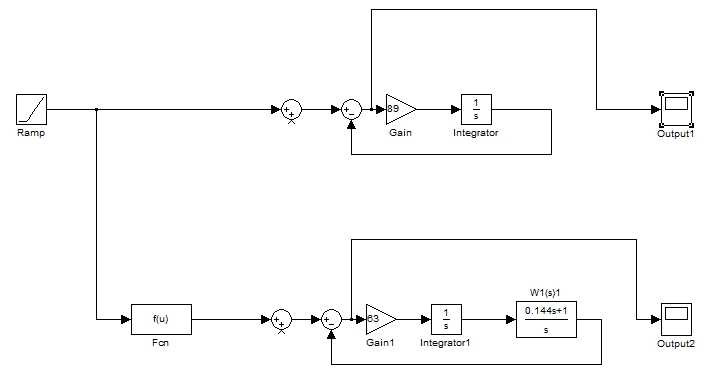 Ramp
89
Gain
1
s
Integrator
Output1
f(u)
Fcn
63
Gain1
1
s
Integrator1
W1(s)1
0.144s+1
s
Output2